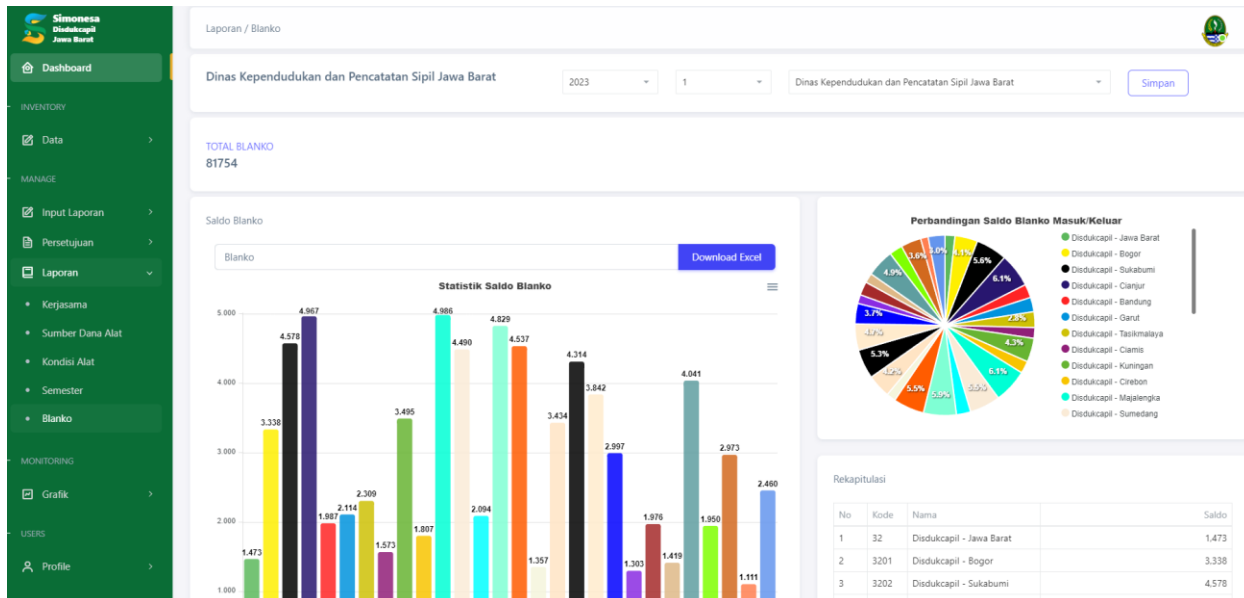 Simonesa
Disdukcapil
Jawa Barat
Dashboard
INVENTORY
Data
MANAGE
Input Laporan
Persetujuan
Laporan
Kerjasama
Sumber Dana Alat
Kondisi Alat
Semester
Blanko
MONITORING
Grafik
USERS
Profile
Laporan / Blanko
Dinas Kependudukan dan Pencatatan Sipil Jawa Barat
2023
1
Dinas Kependudukan dan Pencatatan Sipil Jawa Barat
Simpan
TOTAL BLANKO
81754
Saldo Blanko
Blanko
Download Excel
Statistik Saldo Blanko
5.000
4.000
3.000
2.000
1.000
1.473
3.338
4.578
4.967
1.987
2.114
2.309
1.573
3.495
1.807
4.986
2.094
4.490
4.829
4.537
1.357
3.434
4.314
3.842
2.997
1.303
1.976
1.419
4.041
1.950
2.973
1.111
2.460
Perbandingan Saldo Blanko Masuk/Keluar
4.1%
5.6%
6.1%
2.8%
4.3%
6.1%
5.5%
5.9%
5.5%
4.2%
5.3%
4.7%
3.7%
4.9%
3.6%
3.0%
Disdukcapil - Jawa Barat
Disdukcapil - Bogor
Disdukcapil - Sukabumi
Disdukcapil - Cianjur
Disdukcapil - Bandung
Disdukcapil - Garut
Disdukcapil - Tasikmalaya
Disdukcapil - Ciamis
Disdukcapil - Kuningan
Disdukcapil - Cirebon
Disdukcapil - Majalengka
Disdukcapil - Sumedang
Rekapitulasi
No Kode Nama Saldo
1 32 Disdukcapil - Jawa Barat 1.473
2 3201 Disdukcapil - Bogor 3.338
3 3202 Disdukcapil - Sukabumi 4.578